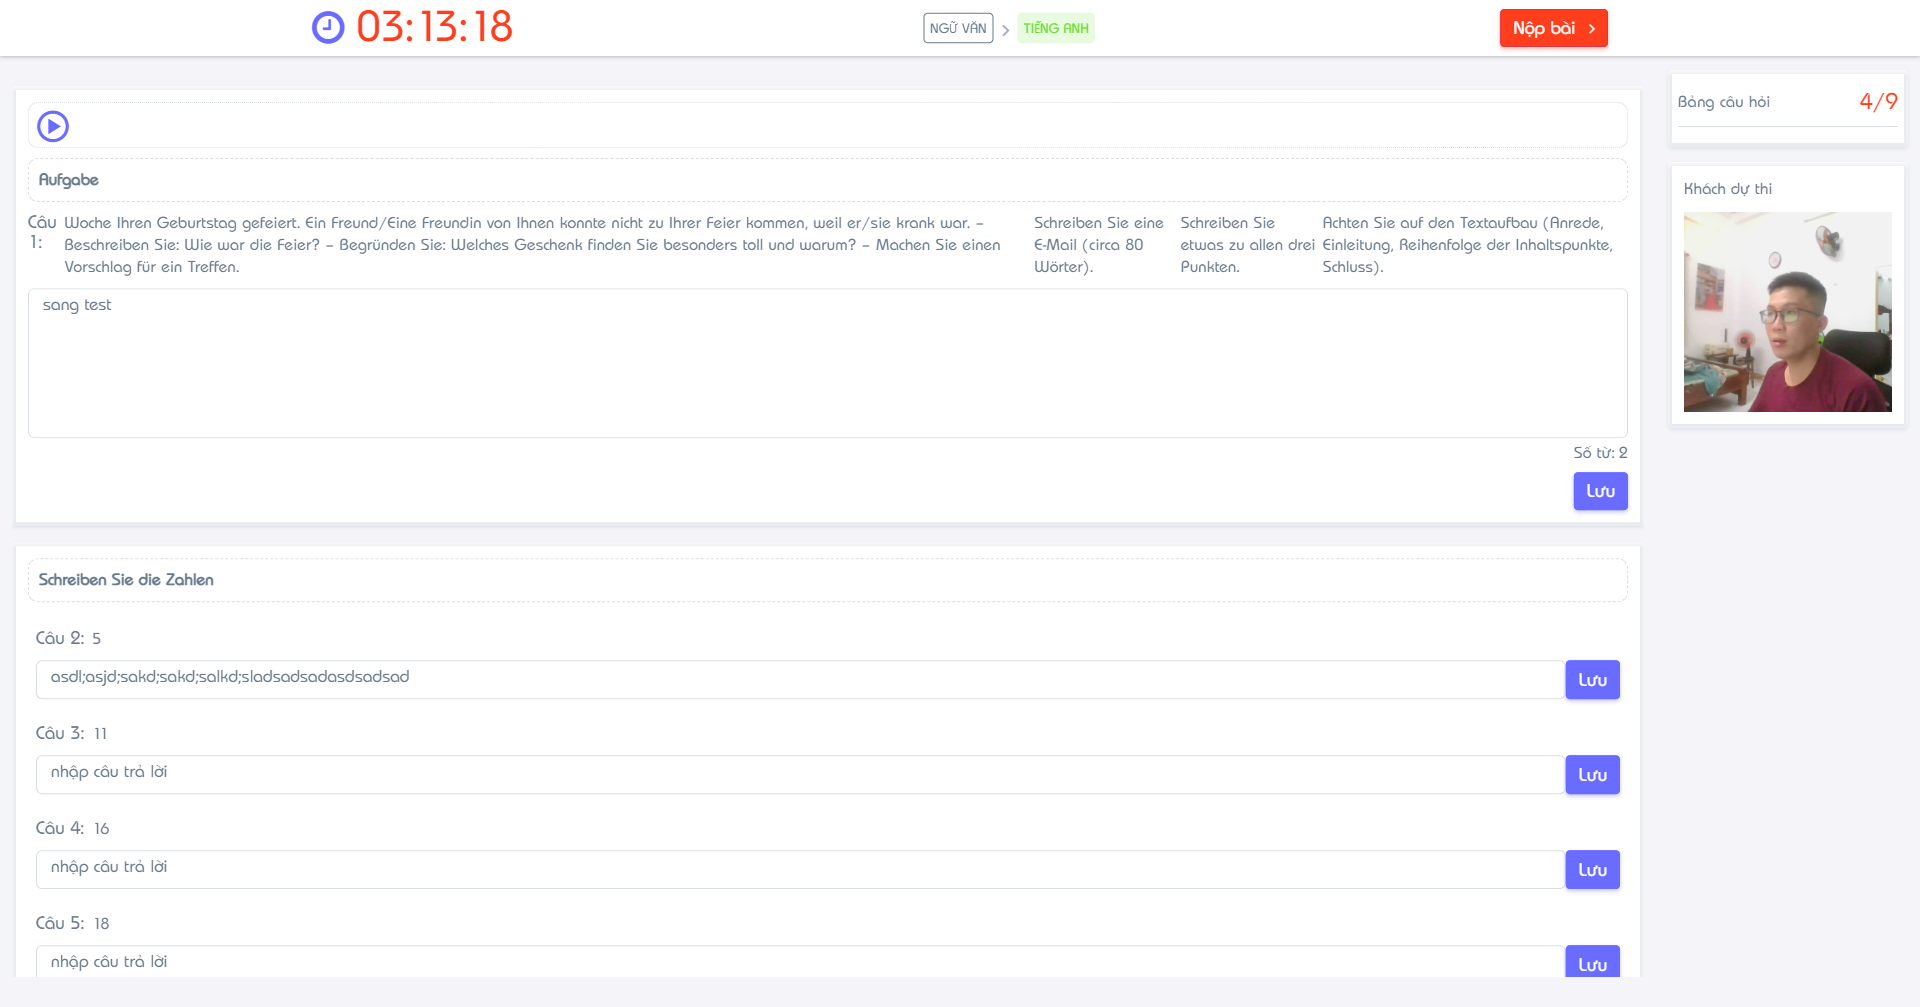 03:13:18
NGỮ VĂN
TIẾNG ANH
Nộp bài
Aufgabe
Câu 1:
Woche Ihren Geburtstag gefeiert. Ein Freund/Eine Freundin von Ihnen konnte nicht zu Ihrer Feier kommen, weil er/sie krank war. –
Beschreiben Sie: Wie war die Feier? – Begründen Sie: Welches Geschenk finden Sie besonders toll und warum? – Machen Sie einen
Vorschlag für ein Treffen.
Schreiben Sie eine
E-Mail (circa 80
Wörter).
Schreiben Sie
etwas zu allen drei
Punkten.
Achten Sie auf den Textaufbau (Anrede,
Einleitung, Reihenfolge der Inhaltspunkte,
Schluss).
sang test
Số từ: 2
Lưu
Schreiben Sie die Zahlen
Câu 2: 5
asdl;asjd;sakd;sakd;salkd;sladsadsadasdsadsad
Lưu
Câu 3: 11
nhập câu trả lời
Lưu
Câu 4: 16
nhập câu trả lời
Lưu
Câu 5: 18
nhập câu trả lời
Lưu
Bảng câu hỏi
4/9
Khách dự thi